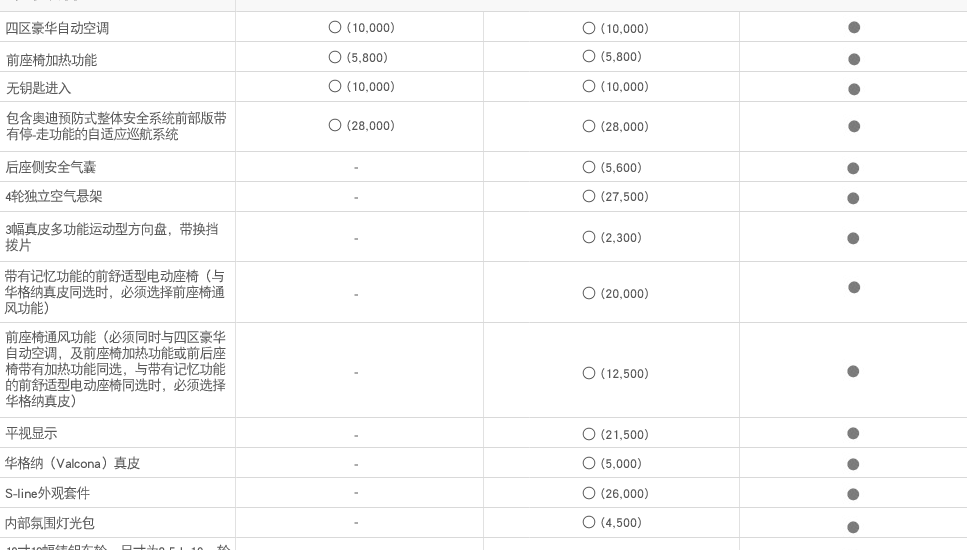 四区豪华自动空调 ○（10,000） ○（10,000） ●
前座椅加热功能 ○（5,800） ○（5,800） ●
无钥匙进入 ○（10,000） ○（10,000） ●
包含奥迪预防式整体安全系统前部版带
有停-走功能的自适应巡航系统 ○（28,000） ○（28,000） ●
后座侧安全气囊 - ○（5,600） ●
4轮独立空气悬架 - ○（27,500） ●
3幅真皮多功能运动型方向盘，带换挡
拨片 - ○（2,300） ●
带有记忆功能的前舒适型电动座椅（与
华格纳真皮同选时，必须选择前座椅通
风功能） - ○（20,000） ●
前座椅通风功能（必须同时与四区豪华
自动空调，及前座椅加热功能或前后座
椅带有加热功能同选，与带有记忆功能
的前舒适型电动座椅同选时，必须选择
华格纳真皮） - ○（12,500） ●
平视显示 - ○（21,500） ●
华格纳（Valcona）真皮 - ○（5,000） ●
S-line外观套件 - ○（26,000） ●
内部氛围灯光包 - ○（4,500） ●